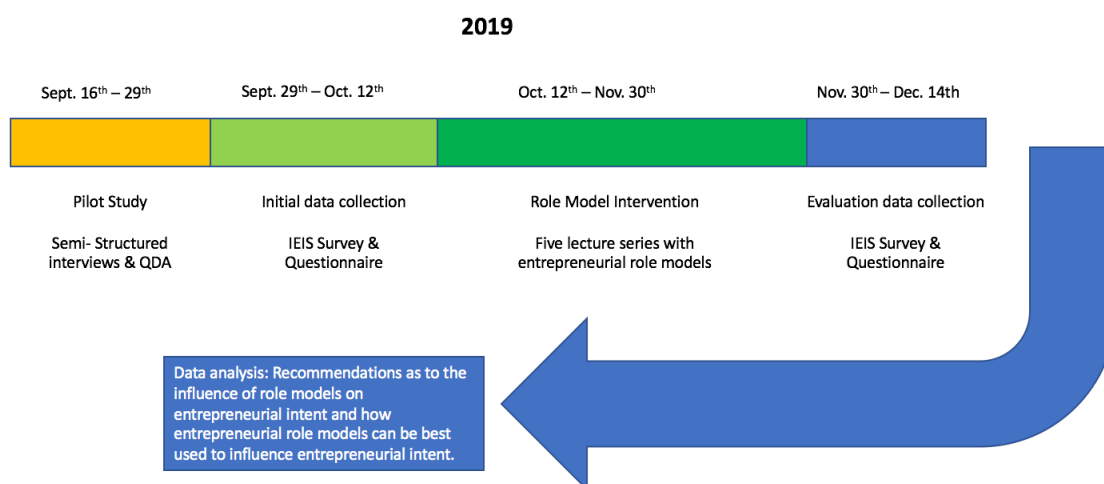 2019
Sept. 16th – 29th
Sept. 29th – Oct. 12th
Oct. 12th – Nov. 30th
Nov. 30th – Dec. 14th
Pilot Study
Semi- Structured
interviews & QDA
Initial data collection
IEIS Survey &
Questionnaire
Role Model Intervention
Five lecture series with
entrepreneurial role models
Evaluation data collection
IEIS Survey &
Questionnaire
Data analysis: Recommendations as to the
influence of role models on
entrepreneurial intent and how
entrepreneurial role models can be best
used to influence entrepreneurial intent.